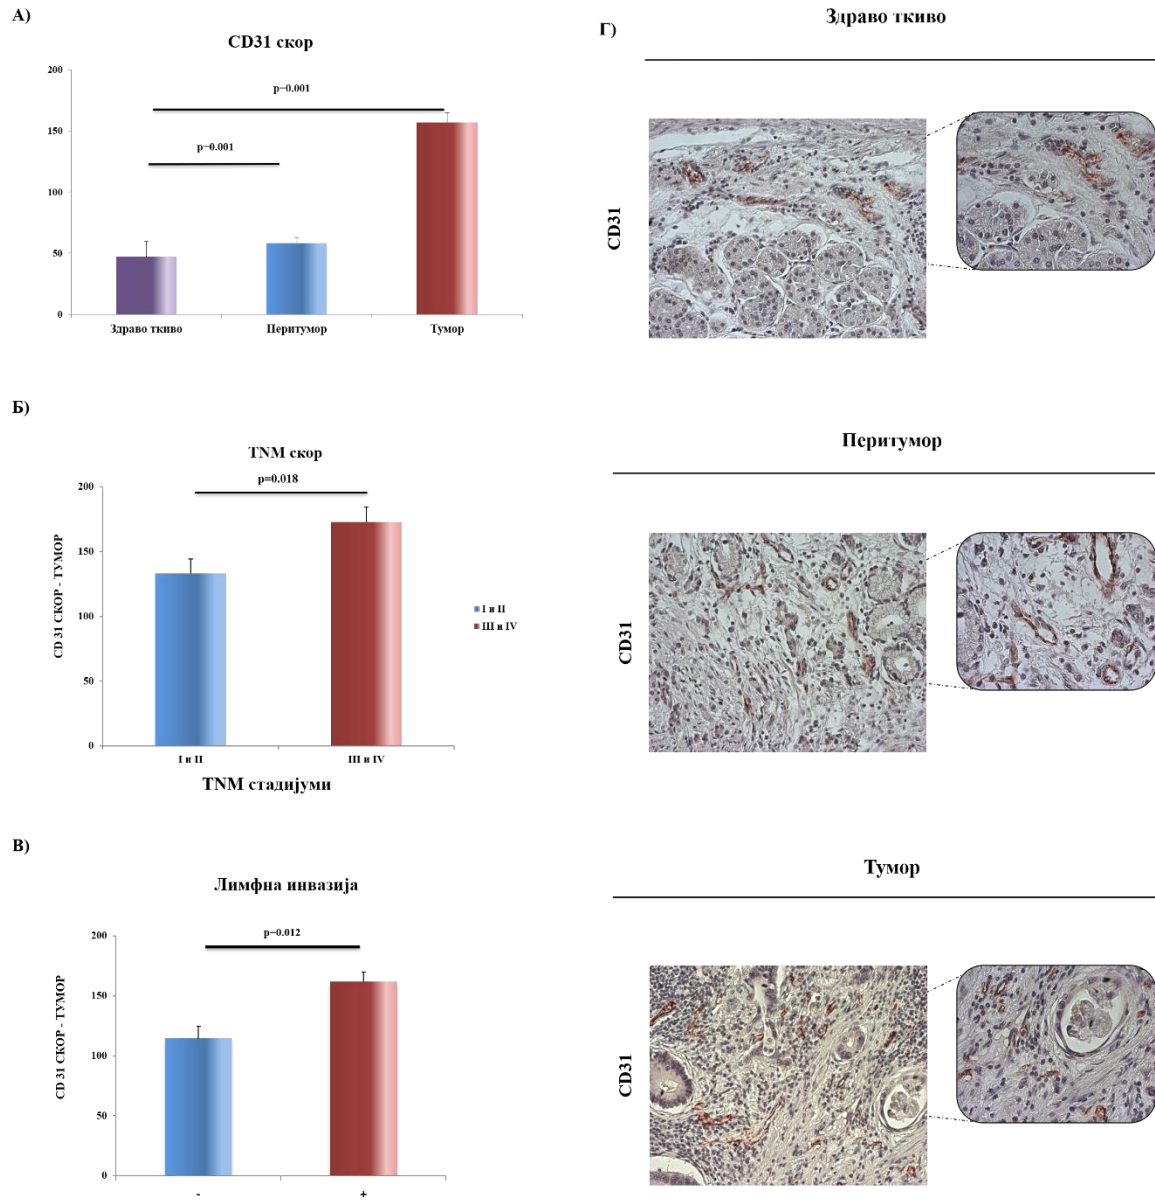 А)
CD31 скор
200
150
100
50
0
p=0.001
p=0.001
Здраво ткиво
Перитумор
Тумор
Б)
TNM скор
p=0.018
CD 31 СКОР - ТУМОР
200
150
100
50
0
I и II
III и IV
I и II
III и IV
TNM стадијуми
В)
Лимфна инвазија
p=0.012
CD 31 СКОР - ТУМОР
200
150
100
50
0
-
+
Г)
Здраво ткиво
CD31
Перитумор
CD31
Тумор
CD31